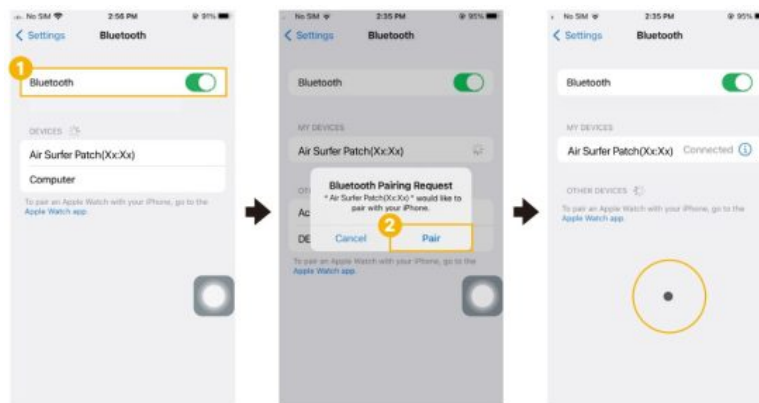 No SIM 2:56 PM 91%
Settings Bluetooth
1
Bluetooth
DEVICES
Air Surfer Patch(Xx:Xx)
Computer
To pair an Apple Watch with your iPhone, go to the
Apple Watch app.
No SIM 2:35 PM 95%
Settings Bluetooth
Bluetooth
MY DEVICES
Air Surfer Patch(Xx:Xx)
Bluetooth Pairing Request
"Air Surfer Patch(Xx:Xx)" would like to
pair with your iPhone.
2
Cancel Pair
OT
Ac
DE
To pair an Apple Watch with your iPhone, go to the
Apple Watch app.
No SIM 2:35 PM 95%
Settings Bluetooth
Bluetooth
MY DEVICES
Air Surfer Patch(Xx:Xx) Connected
OTHER DEVICES
To pair an Apple Watch with your iPhone, go to the
Apple Watch app.